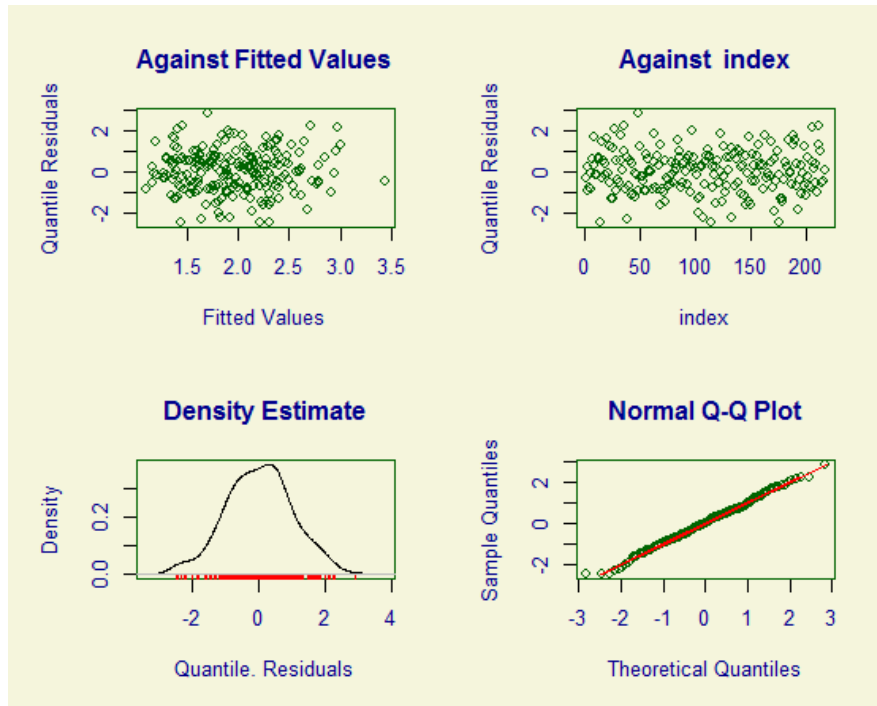 Against Fitted Values
Quantile Residuals
2
0
-2
1.5 2.0 2.5 3.0 3.5
Fitted Values
Against index
Quantile Residuals
2
0
-2
0 50 100 150 200
index
Density Estimate
Density
0.2
0.0
-2 0 2 4
Quantile. Residuals
Normal Q-Q Plot
Sample Quantiles
2
0
-2
-3 -2 -1 0 1 2 3
Theoretical Quantiles